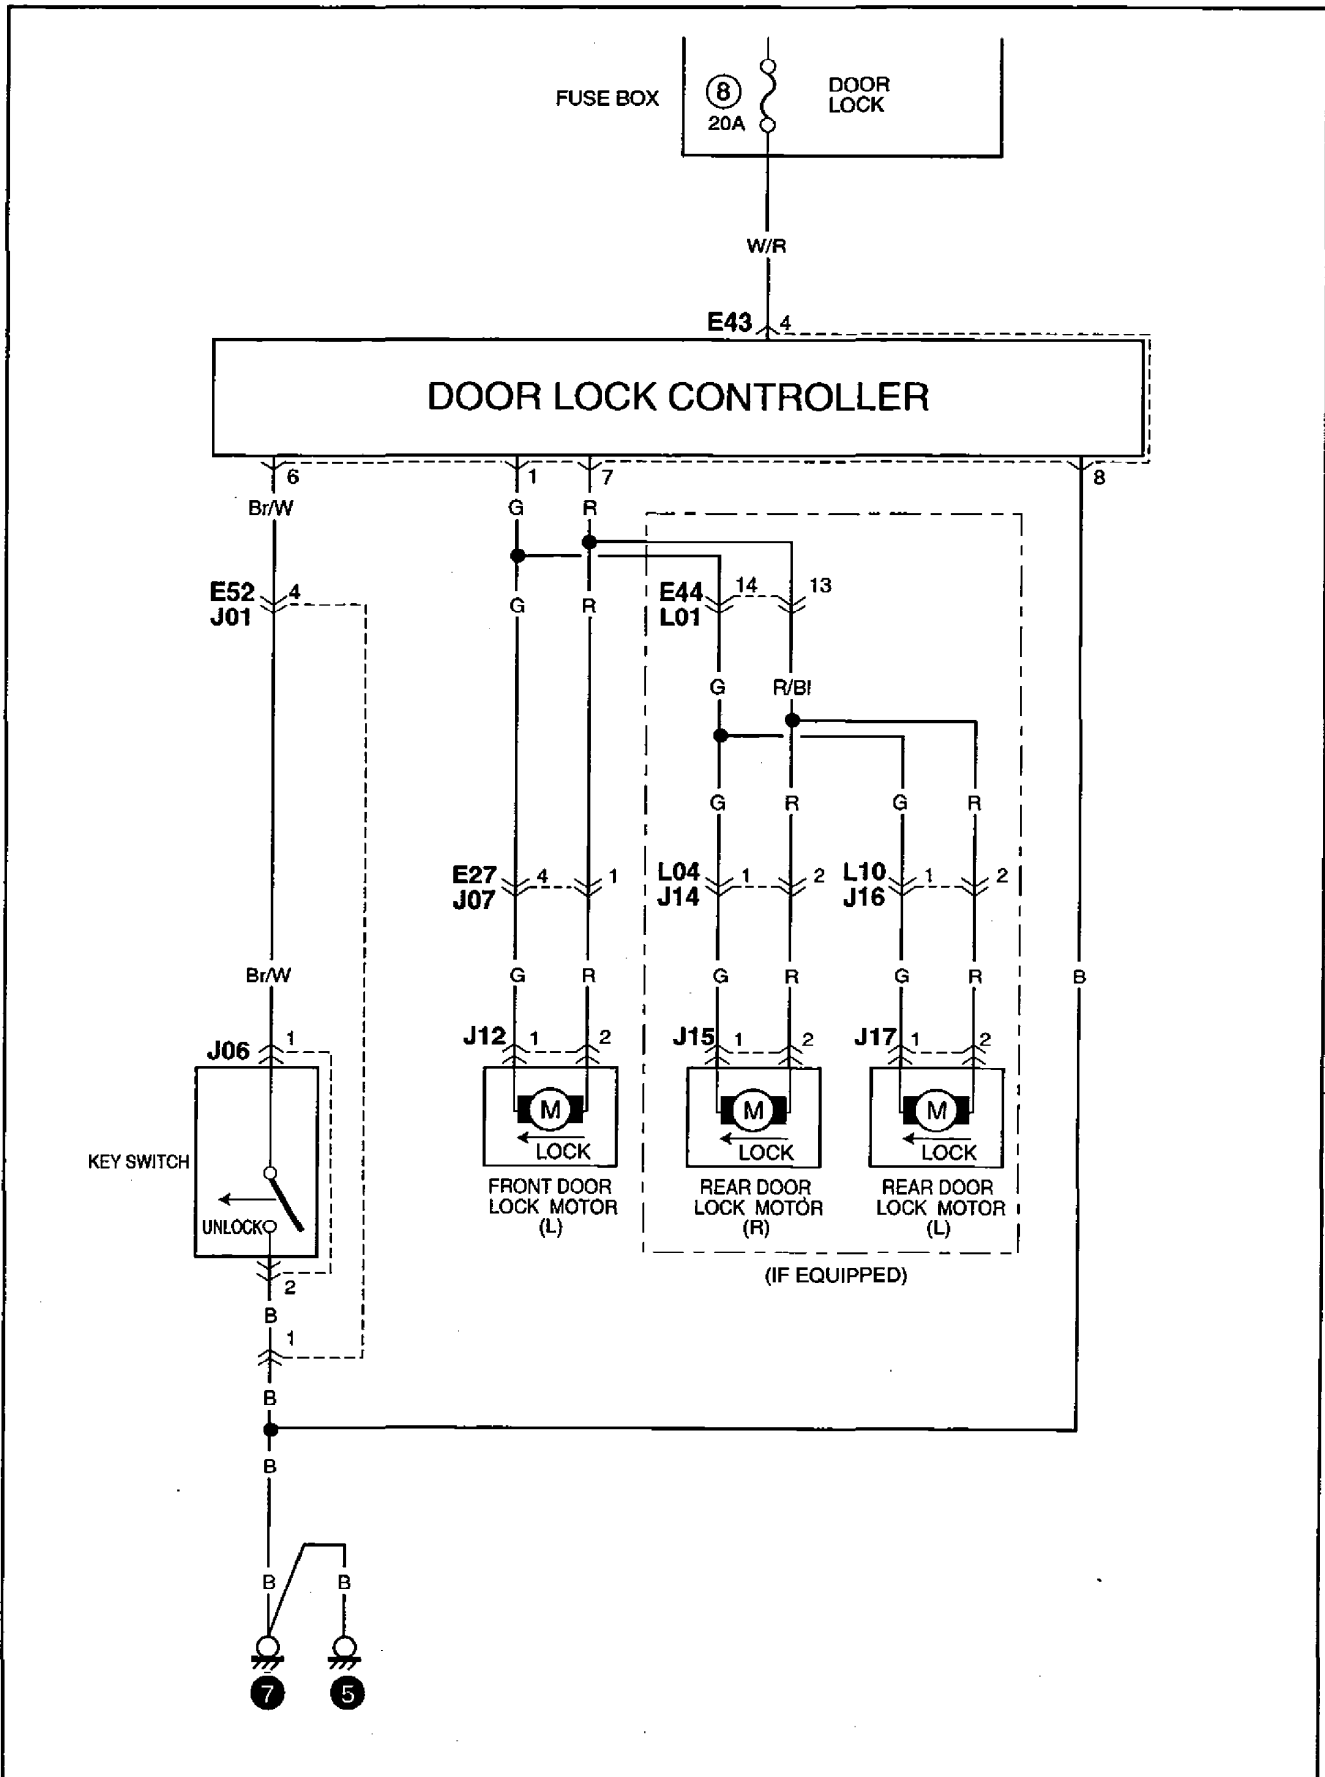 FUSE BOX
8
20A
DOOR
LOCK
W/R
E43 4
DOOR LOCK CONTROLLER
6 1 7 8
Br/W G R
E52 4
J01
G R
E44 14 13
L01
G R/Bl
G R G R
E27 4 1
J07
L04 1 2
J14
L10 1 2
J16
Br/W G R G R G R B
J06 1
J12 1 2
J15 1 2
J17 1 2
M M M
LOCK LOCK LOCK
KEY SWITCH
UNLOCK
FRONT DOOR
LOCK MOTOR
(L)
REAR DOOR
LOCK MOTOR
(R)
REAR DOOR
LOCK MOTOR
(L)
(IF EQUIPPED)
2
B
1
B
B
B B
7 5